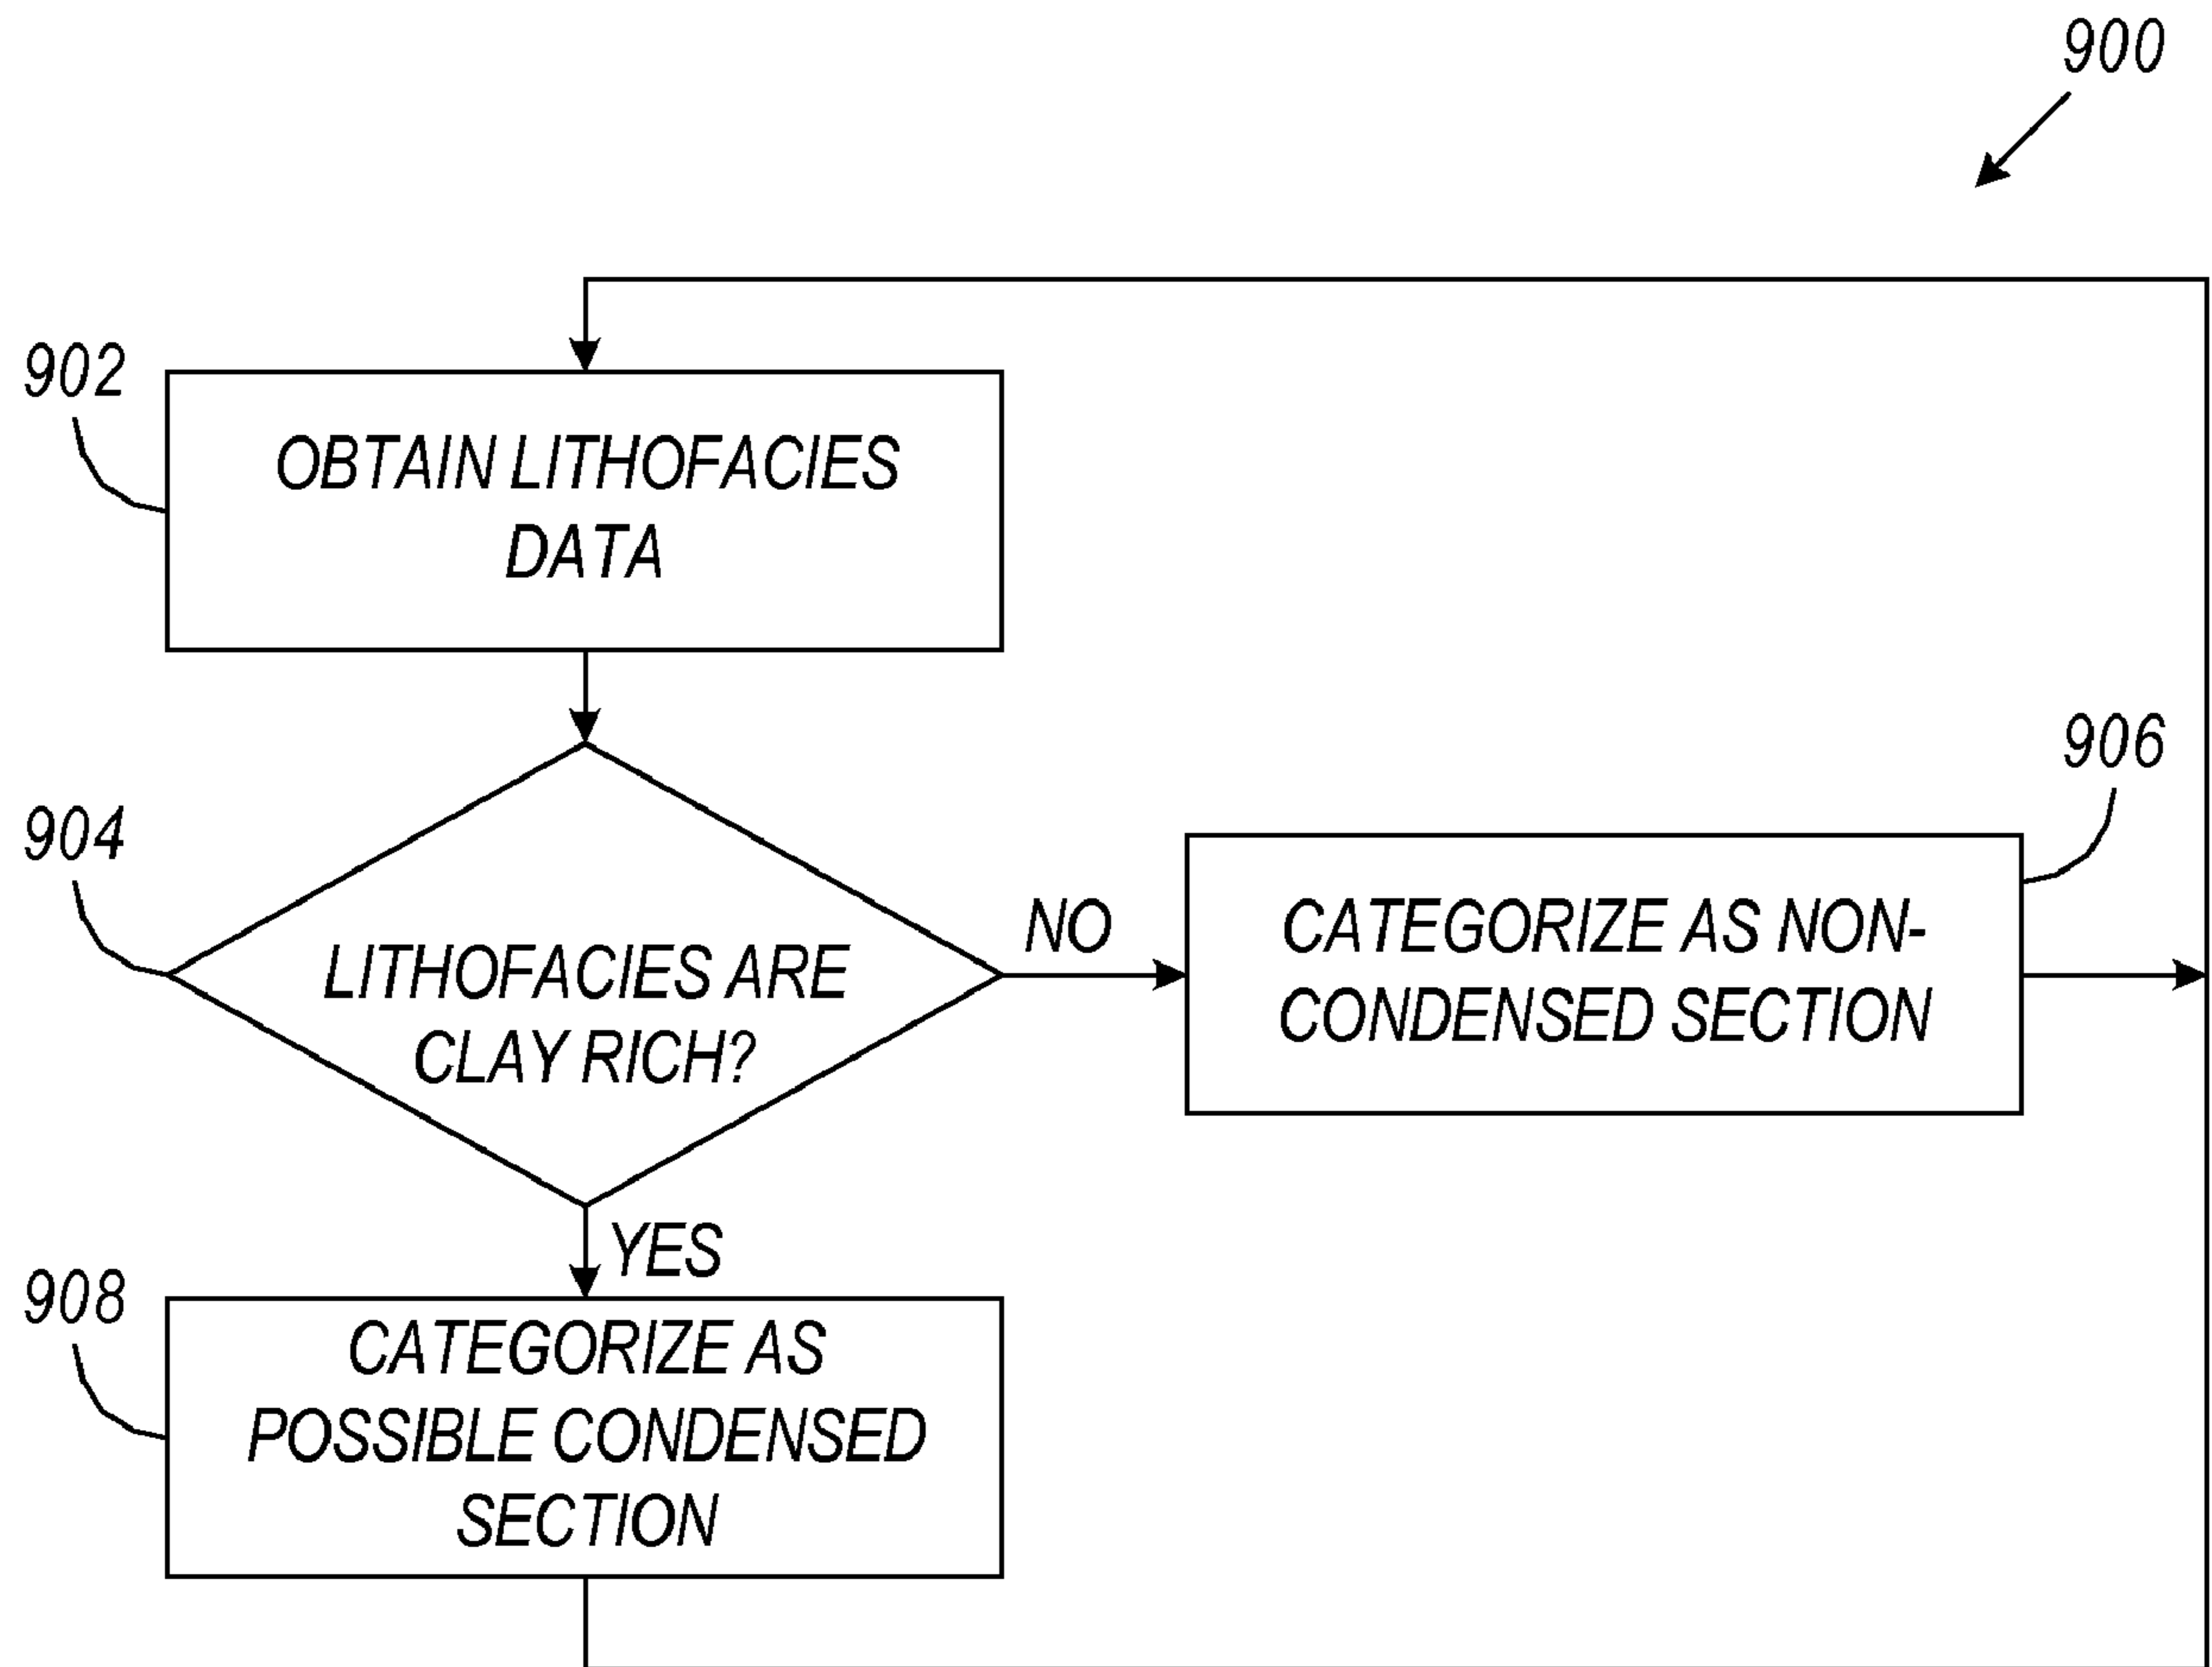 900
902
OBTAIN LITHOFACIES
DATA
904
LITHOFACIES ARE
CLAY RICH?
NO
906
CATEGORIZE AS NON-
CONDENSED SECTION
YES
908
CATEGORIZE AS
POSSIBLE CONDENSED
SECTION